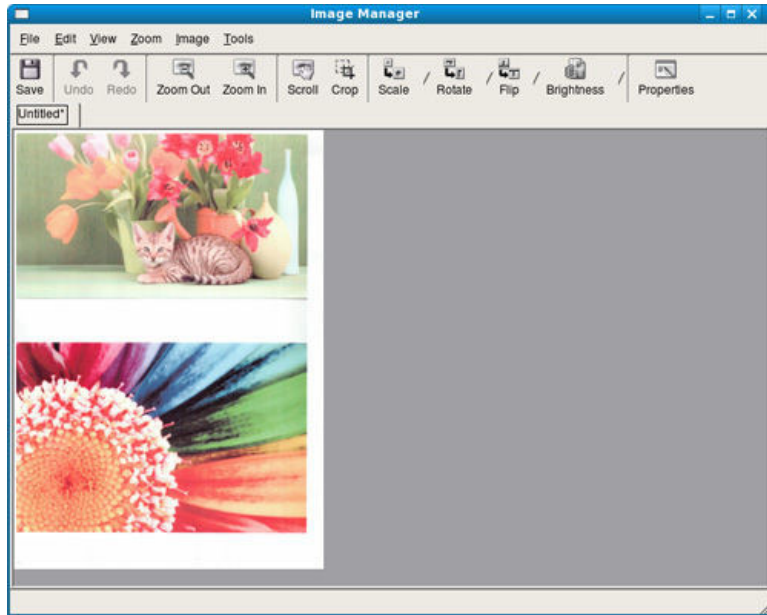 Image Manager
File Edit View Zoom Image Tools
Save Undo Redo Zoom Out Zoom In Scroll Crop Scale / Rotate / Flip / Brightness / Properties
Untitled*